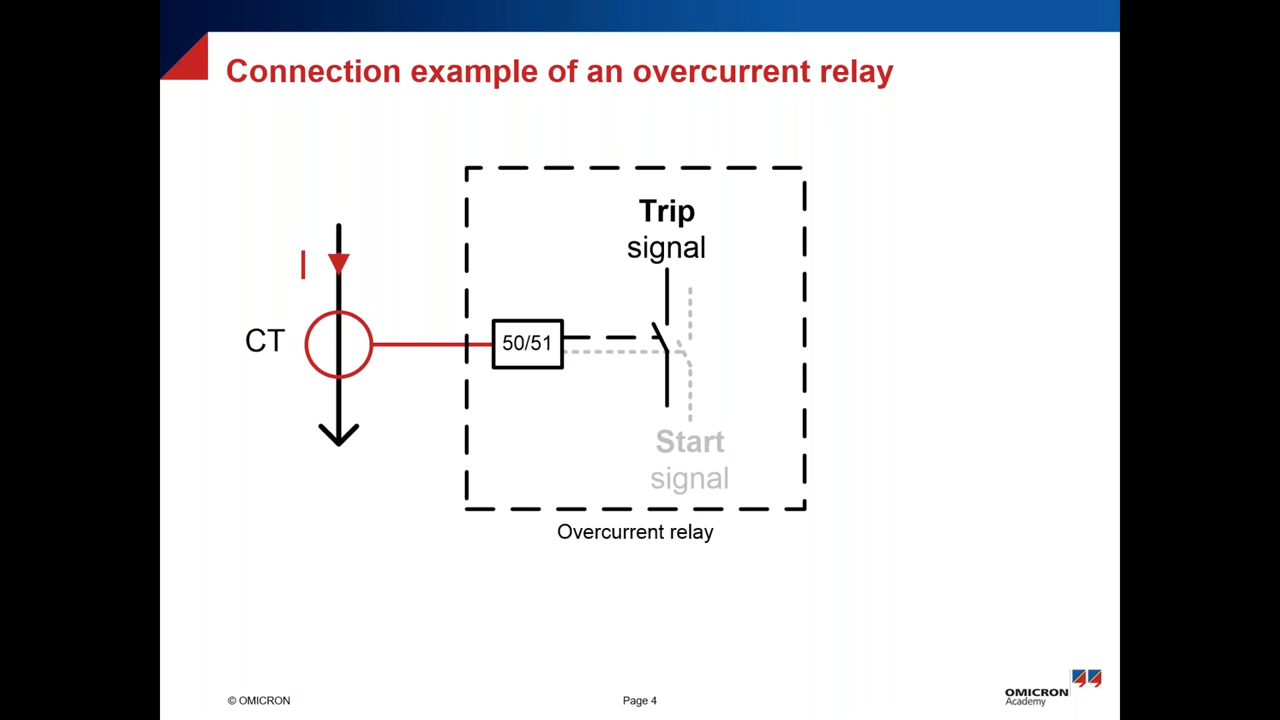 Connection example of an overcurrent relay
Trip
signal
I
CT
50/51
Start
signal
Overcurrent relay
© OMICRON
Page 4
OMICRON
Academy